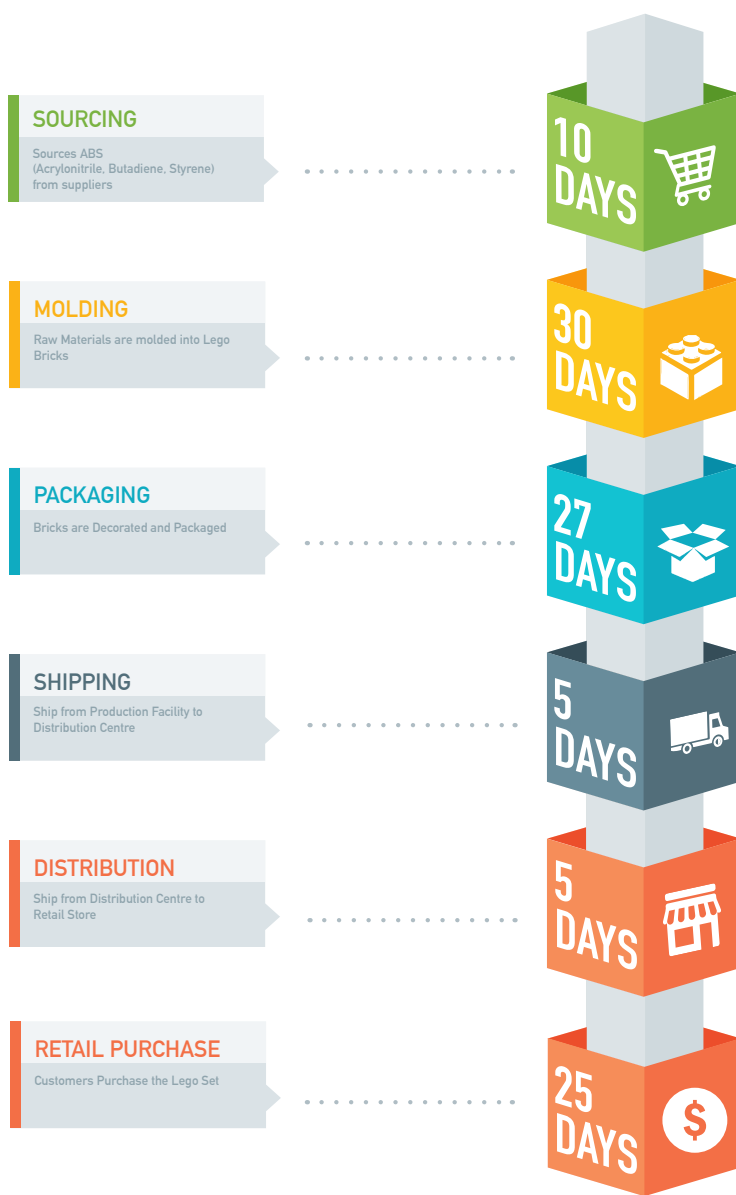 SOURCING
Sources ABS
(Acrylonitrile, Butadiene, Styrene)
from suppliers
10
DAYS
MOLDING
Raw Materials are molded into Lego
Bricks
30
DAYS
PACKAGING
Bricks are Decorated and Packaged
27
DAYS
SHIPPING
Ship from Production Facility to
Distribution Centre
5
DAYS
DISTRIBUTION
Ship from Distribution Centre to
Retail Store
5
DAYS
RETAIL PURCHASE
Customers Purchase the Lego Set
25
DAYS
$